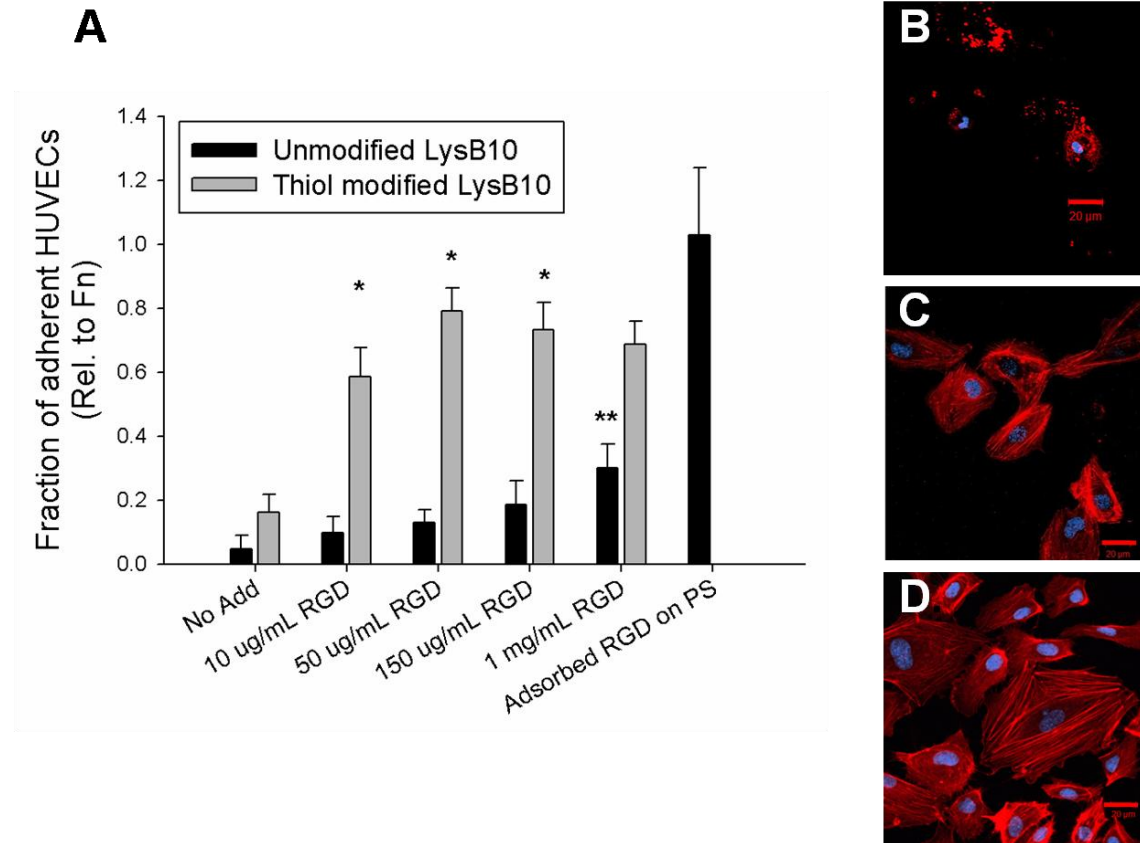 A
Fraction of adherent HUVECs
(Rel. to Fn)
1.4
1.2
1.0
0.8
0.6
0.4
0.2
0.0
Unmodified LysB10
Thiol modified LysB10
*
*
*
**
No Add
10 ug/mL RGD
50 ug/mL RGD
150 ug/mL RGD
1 mg/mL RGD
Adsorbed RGD on PS
B
20 µm
C
20 µm
D
20 µm